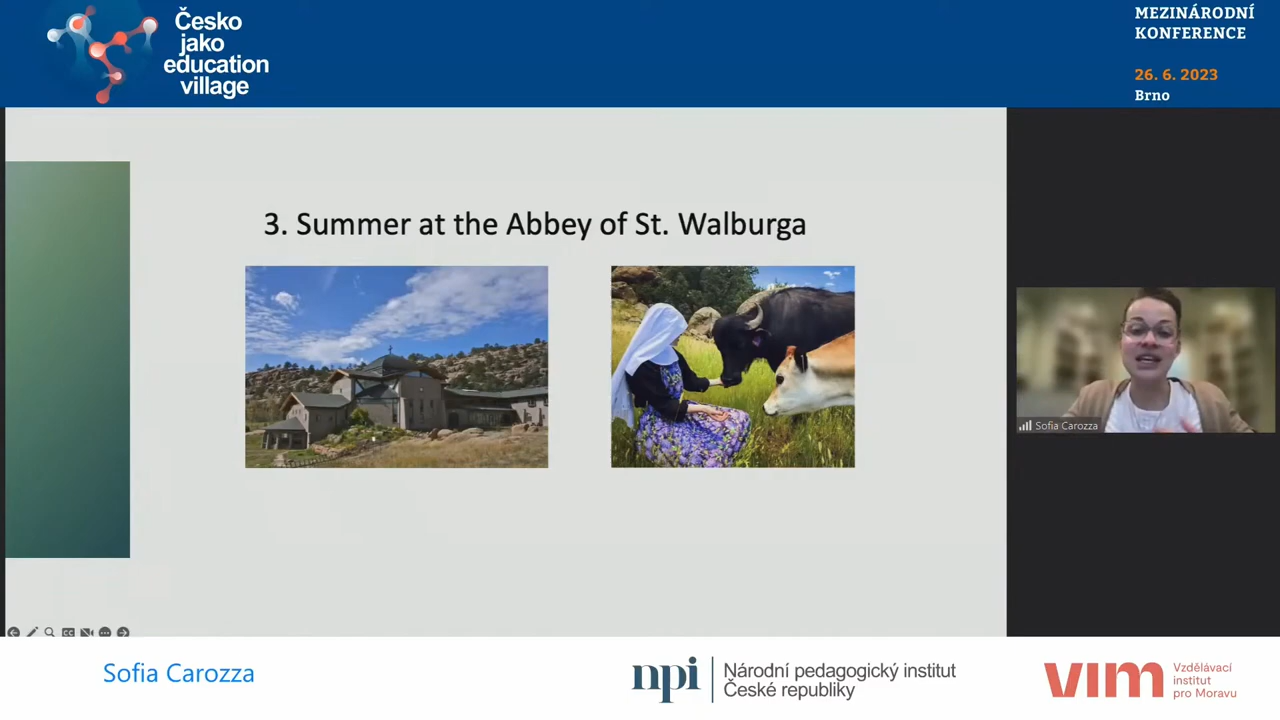 Česko
jako
education
village
MEZINÁRODNÍ
KONFERENCE
26. 6. 2023
Brno
3. Summer at the Abbey of St. Walburga
Sofia Carozza
CC
Sofia Carozza
npi
Národní pedagogický institut
České republiky
vim
Vzdělávací
institut
pro Moravu